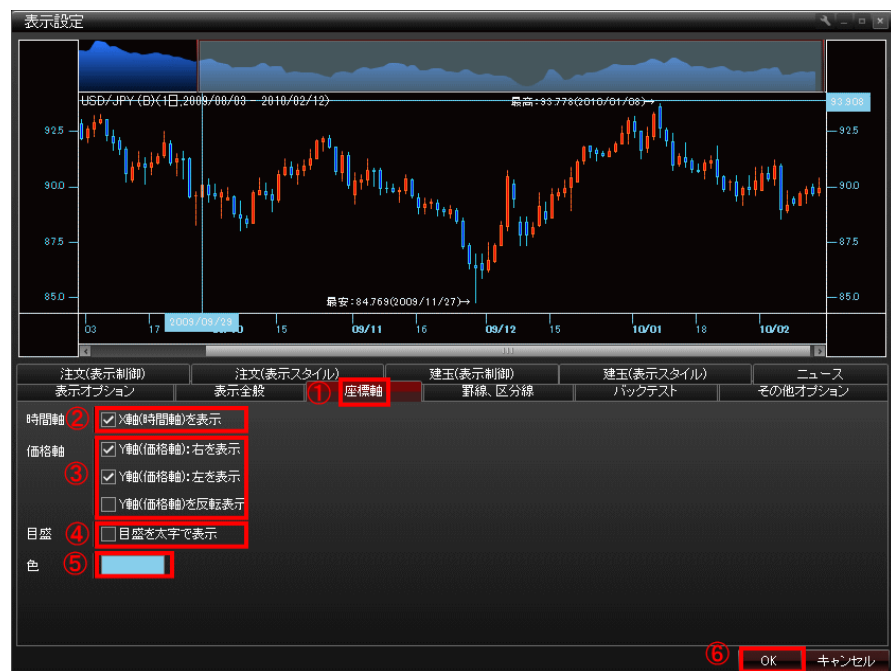 表示設定
USD/JPY (B)(1日,2009/08/03 - 2010/02/12)
最高:93.778(2010/01/08)→
93.908
92.5
92.5
90.0
90.0
87.5
87.5
85.0
85.0
最安:84.769(2009/11/27)→
03 17 2009/09/29 15 09/11 16 09/12 15 10/01 18 10/02
注文(表示制御) 注文(表示スタイル) 建玉(表示制御) 建玉(表示スタイル) ニュース
表示オプション 表示全般 ① 座標軸 罫線、区分線 バックテスト その他オプション
時間軸 ② X軸(時間軸)を表示
価格軸 Y軸(価格軸):右を表示
③ Y軸(価格軸):左を表示
Y軸(価格軸)を反転表示
目盛 ④ 目盛を太字で表示
色 ⑤
⑥ OK キャンセル